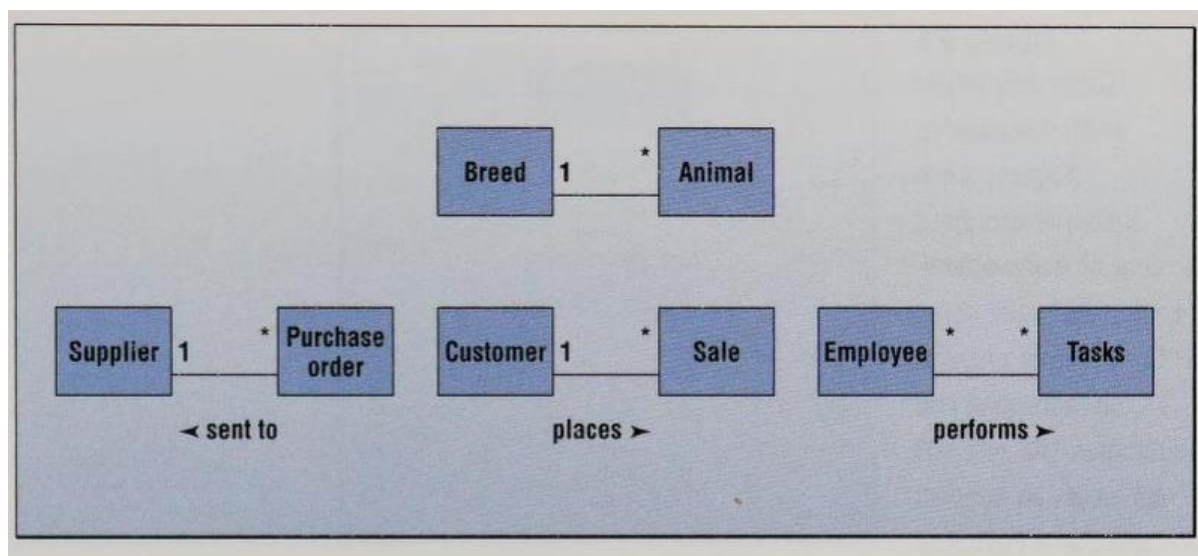 Breed 1 * Animal
Supplier 1 * Purchase order
Customer 1 * Sale
Employee * * Tasks
◄ sent to
places ►
performs ►